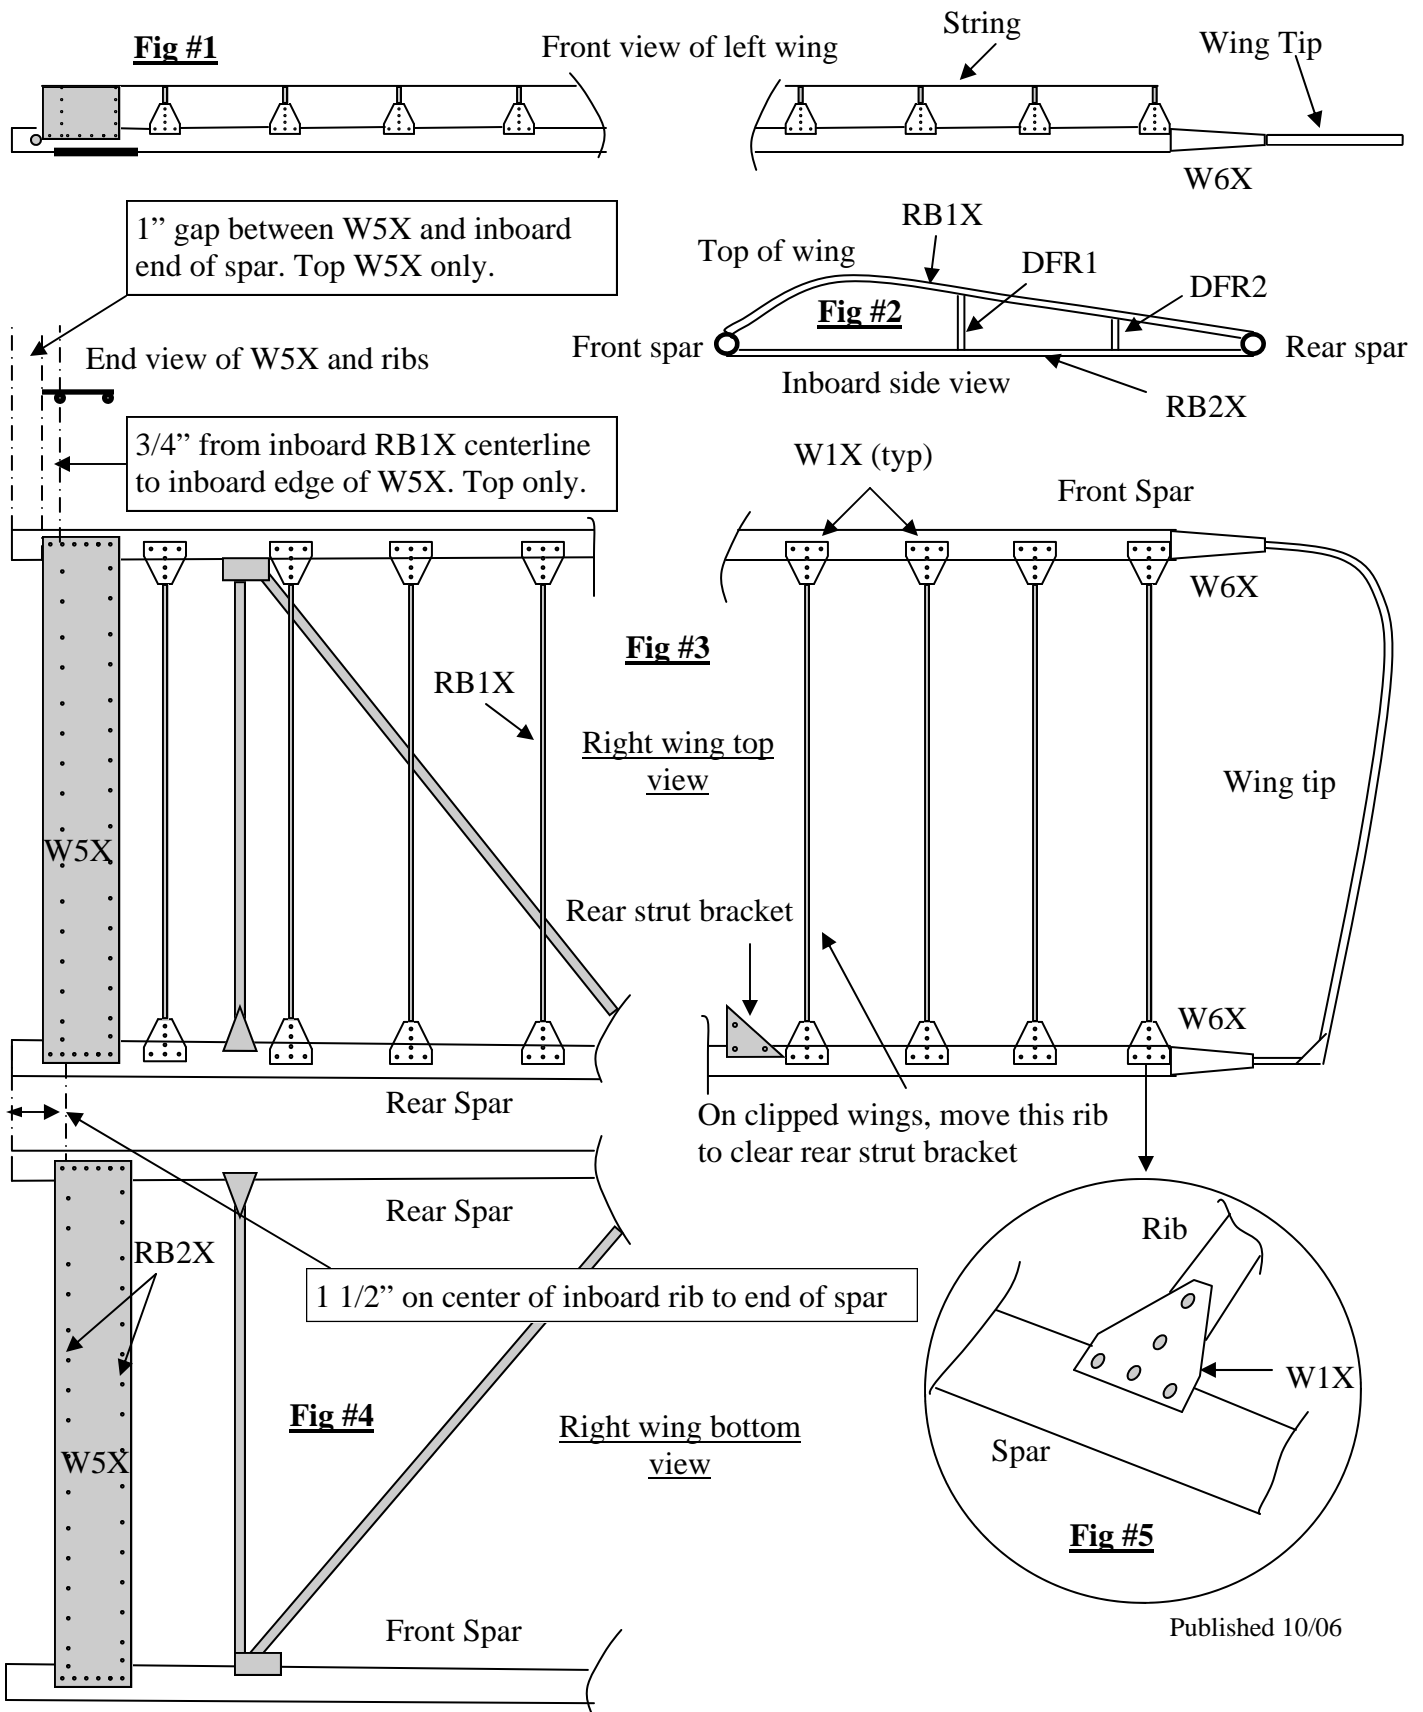 Fig #1
Front view of left wing
String
Wing Tip
W6X
1” gap between W5X and inboard
end of spar. Top W5X only.
RB1X
Top of wing
DFR1
DFR2
Fig #2
Front spar
Rear spar
Inboard side view
RB2X
End view of W5X and ribs
3/4” from inboard RB1X centerline
to inboard edge of W5X. Top only.
W1X (typ)
Front Spar
W6X
Fig #3
RB1X
Right wing top
view
Wing tip
W5X
Rear strut bracket
W6X
Rear Spar
On clipped wings, move this rib
to clear rear strut bracket
Rear Spar
RB2X
1 1/2” on center of inboard rib to end of spar
Rib
W1X
Spar
Fig #5
Fig #4
Right wing bottom
view
W5X
Front Spar
Published 10/06